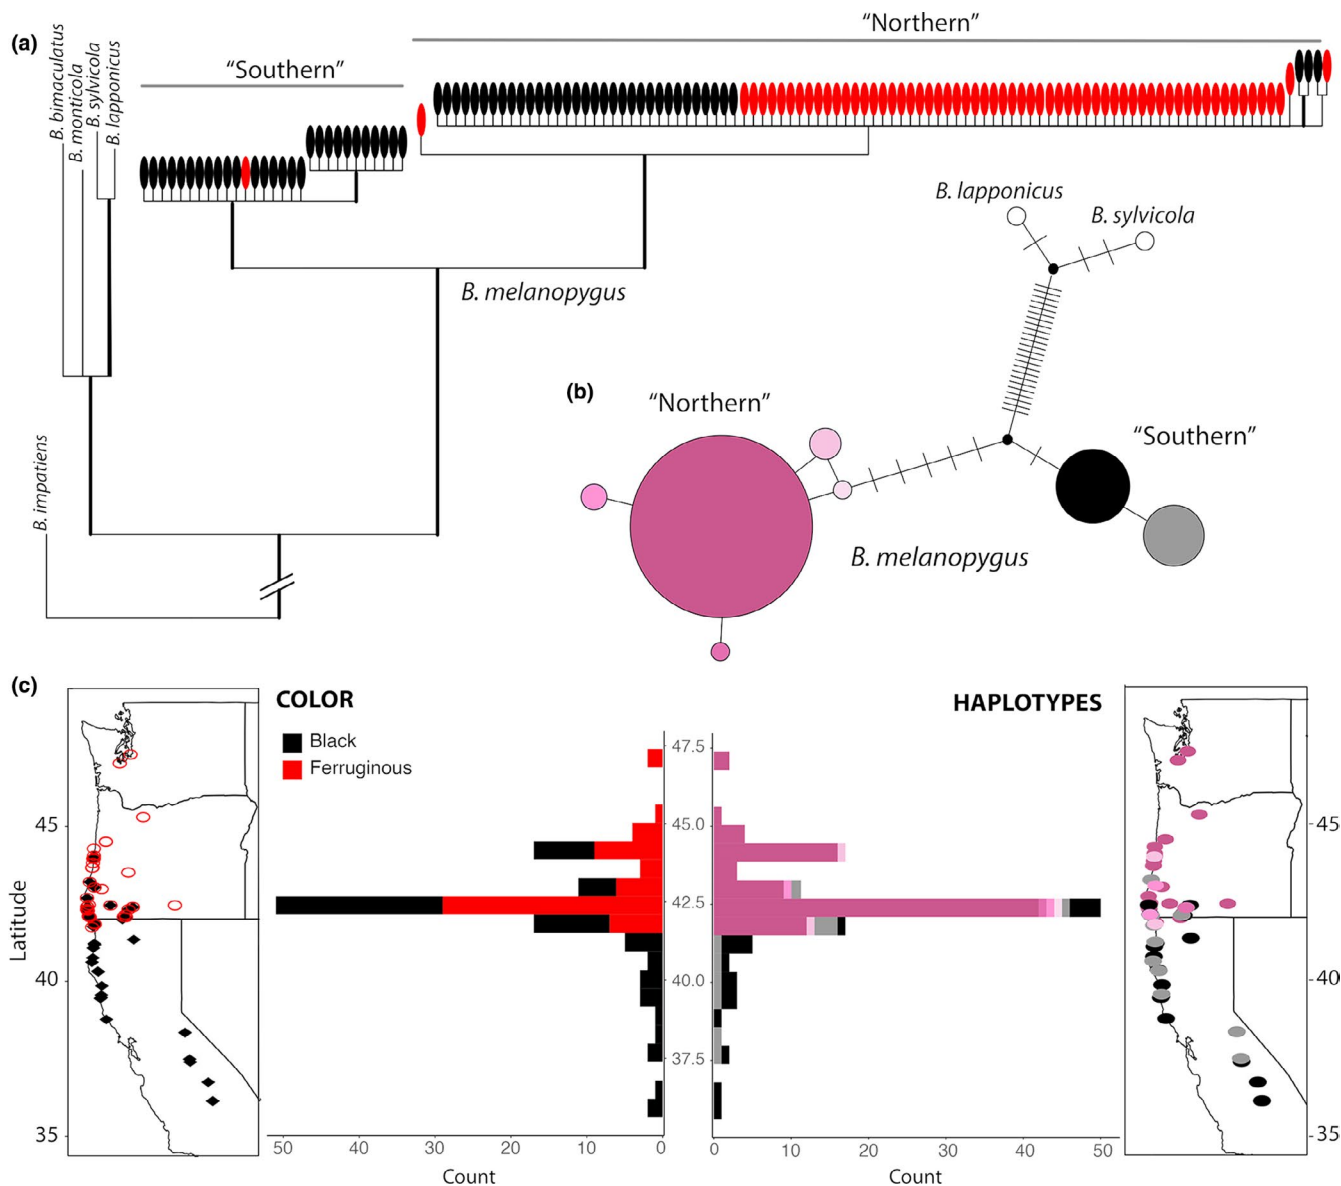 (a)
"Northern"
"Southern"
B. bimaculatus
B. monticola
B. sylvicola
B. lapponicus
B. impatiens
B. melanopygus
B. lapponicus
B. sylvicola
(b)
"Northern"
"Southern"
B. melanopygus
(c)
COLOR
Black
Ferruginous
HAPLOTYPES
Latitude
45
40
35
47.5
45.0
42.5
40.0
37.5
50
40
30
20
10
0
Count
0
10
20
30
40
50
Count
45
40
35